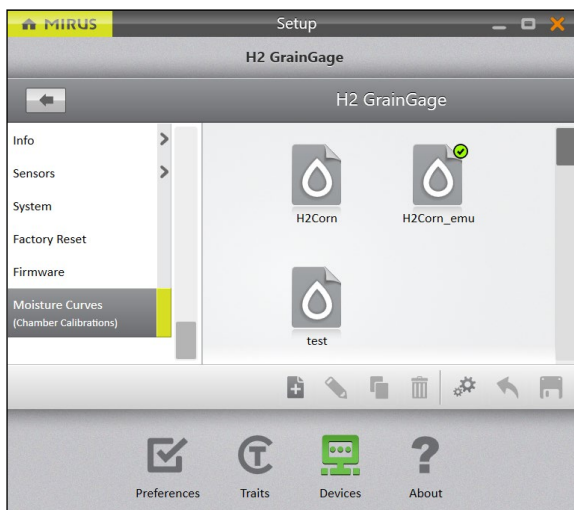 MIRUS
Setup
H2 GrainGage
H2 GrainGage
Info
Sensors
System
Factory Reset
Firmware
Moisture Curves
(Chamber Calibrations)
H2Corn
H2Corn_emu
test
Preferences
Traits
Devices
About